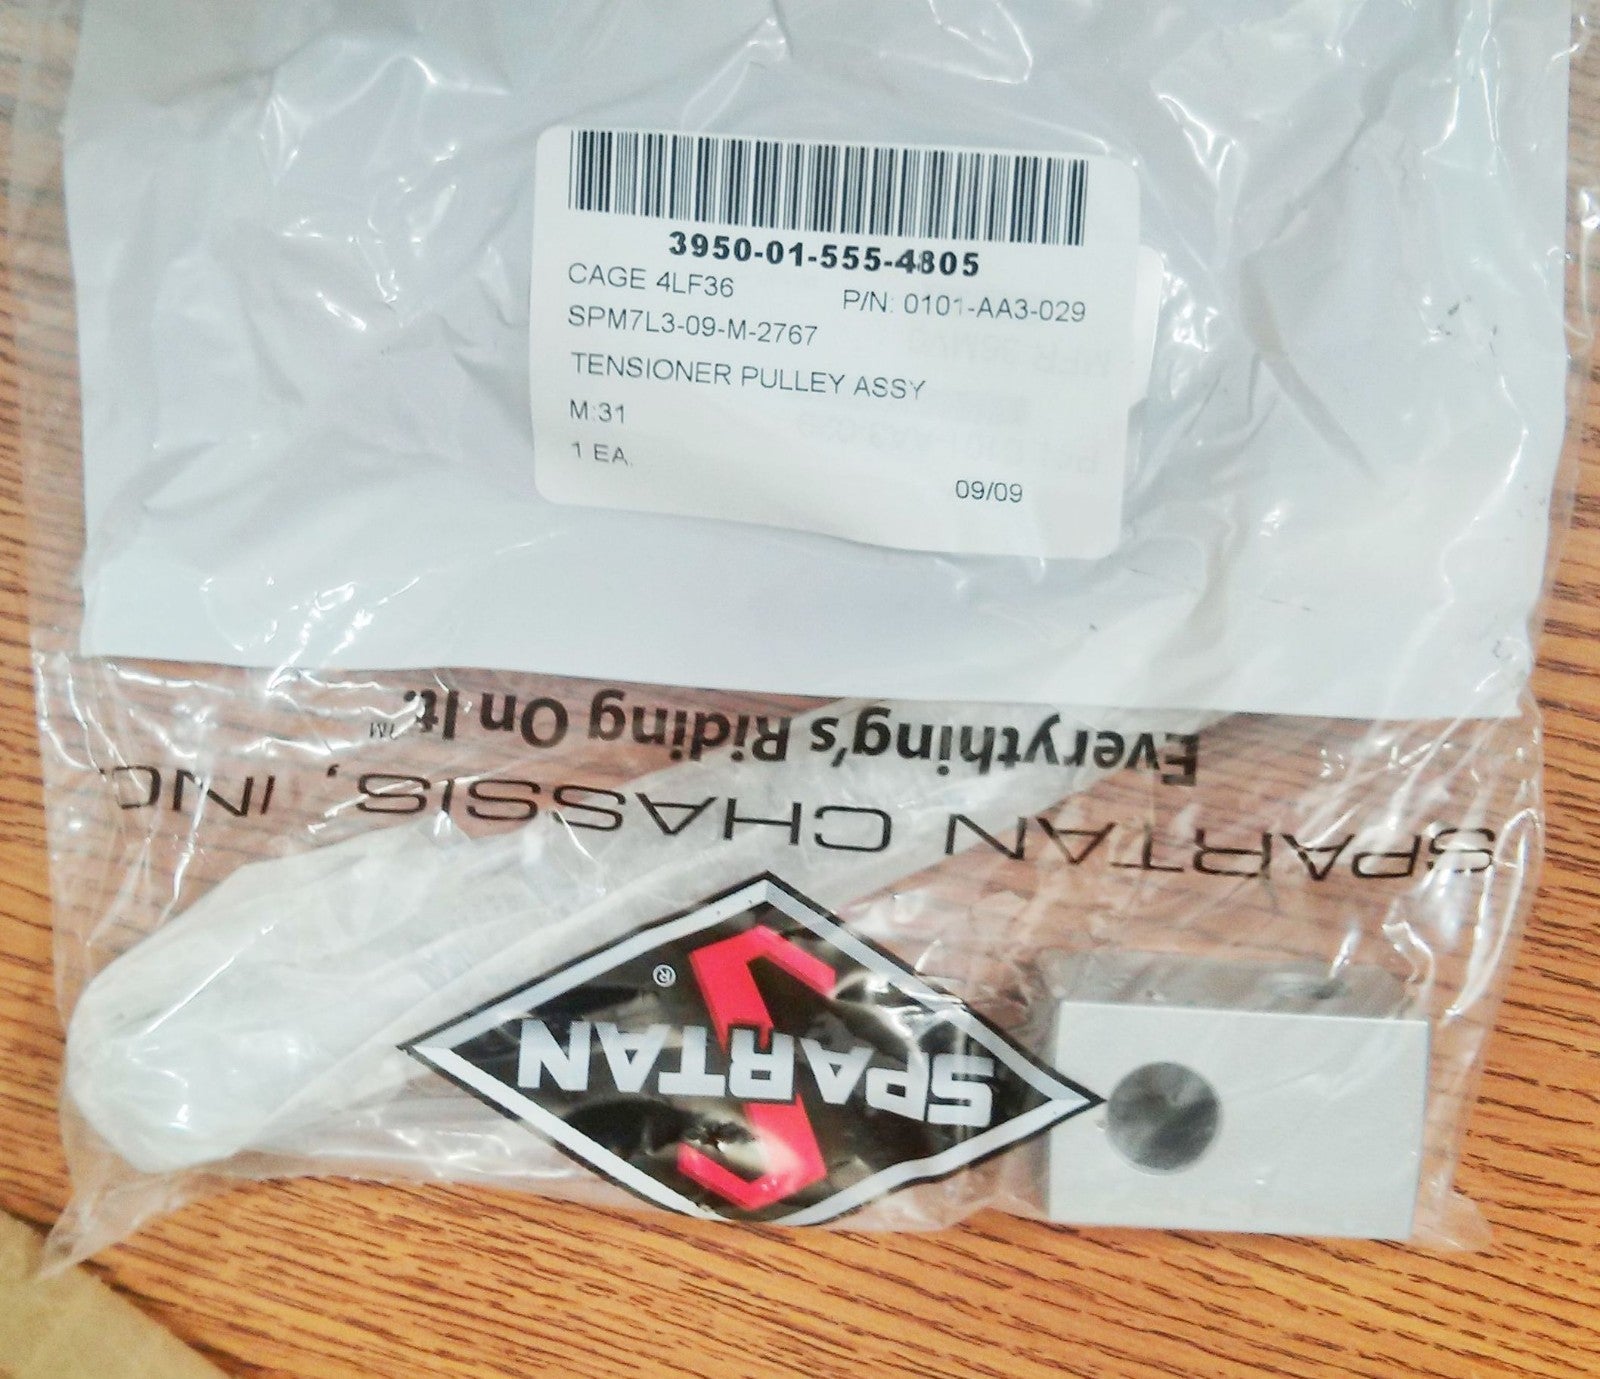 3950-01-555-4805
CAGE 4LF36
P/N: 0101-AA3-029
SPM7L3-09-M-2767
TENSIONER PULLEY ASSY
M:31
1 EA.
09/09
Everything's Riding On It.™
SPARTAN CHASSIS, INC.
SPARTAN®